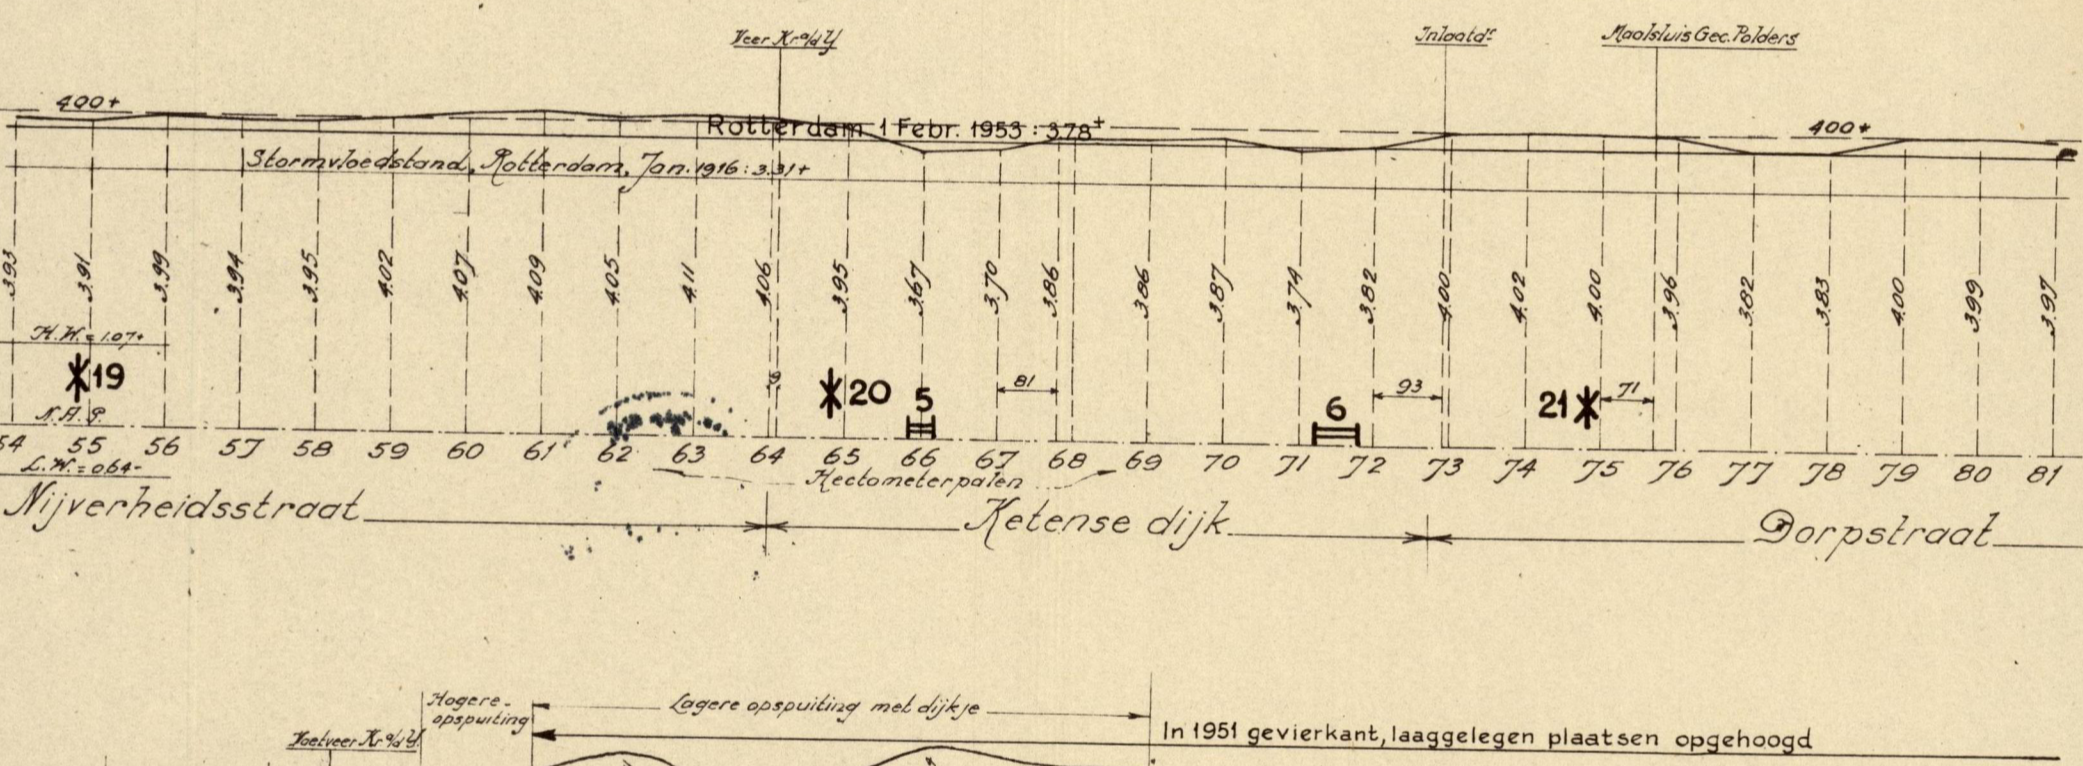 Veer Kr a/d Y
Inlaatd^r
Maalsluis Gec. Polders
400+
Rotterdam 1 Febr. 1953 : 3.78+
400+
Stormvloedstand, Rotterdam, Jan. 1916 : 3.31+
3.93 3.91 3.99 3.94 3.95 4.02 4.07 4.09 4.05 4.11 4.06 3.95 3.67 3.70 3.86 3.86 3.87 3.74 3.82 4.00 4.02 4.00 3.96 3.82 3.83 4.00 3.99 3.97
H.W. = 1.07+
19 9 20 5 81 6 93 21 71
N.A.P.
54 55 56 57 58 59 60 61 62 63 64 65 66 67 68 69 70 71 72 73 74 75 76 77 78 79 80 81
L.W. = 0.64-
Hectometerpalen
Nijverheidsstraat Ketense dijk Dorpstraat
Hogere-
opspuiting
Lagere opspuiting met dijkje
Voetveer Kr a/d Y.
In 1951 gevierkant, laaggelegen plaatsen opgehoogd